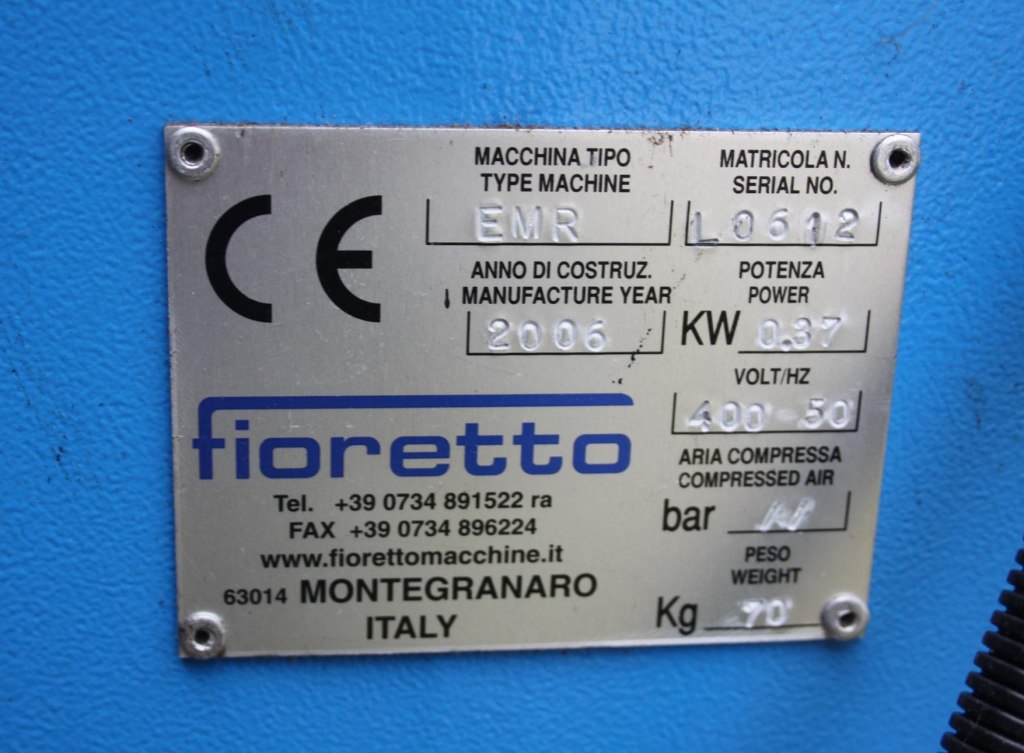 CE
MACCHINA TIPO
TYPE MACHINE
EMR
MATRICOLA N.
SERIAL NO.
L0612
ANNO DI COSTRUZ.
MANUFACTURE YEAR
2006
POTENZA
POWER
KW 0.37
VOLT/HZ
400-50
ARIA COMPRESSA
COMPRESSED AIR
bar
PESO
WEIGHT
Kg 70
fioretto
Tel. +39 0734 891522 ra
FAX +39 0734 896224
www.fiorettomacchine.it
63014 MONTEGRANARO
ITALY